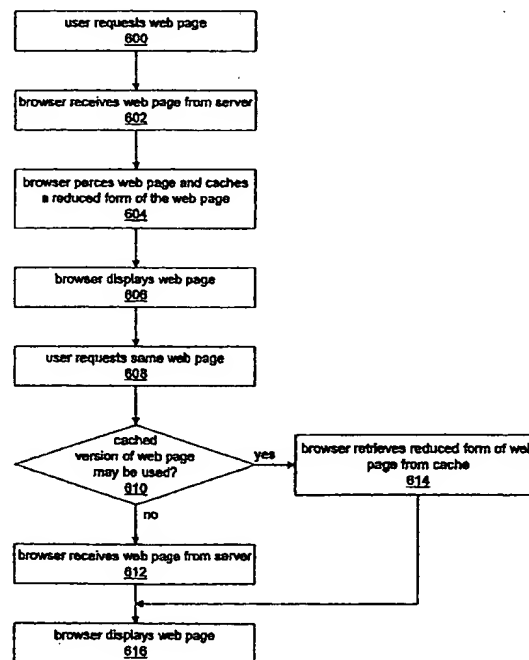 user requests web page
600
browser receives web page from server
602
browser parces web page and caches
a reduced form of the web page
604
browser displays web page
606
user requests same web page
608
cached
version of web page
may be used?
610
yes
browser retrieves reduced form of web
page from cache
614
no
browser receives web page from server
612
browser displays web page
616